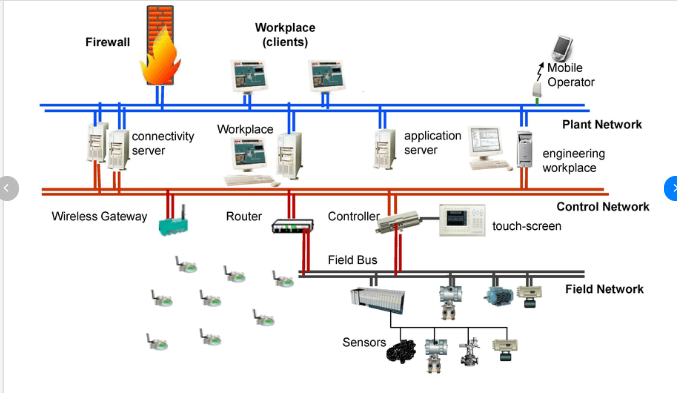 Workplace
(clients)
Firewall
Mobile
Operator
Plant Network
connectivity
server
Workplace
application
server
engineering
workplace
Control Network
Wireless Gateway
Router
Controller
touch-screen
Field Bus
Field Network
Sensors